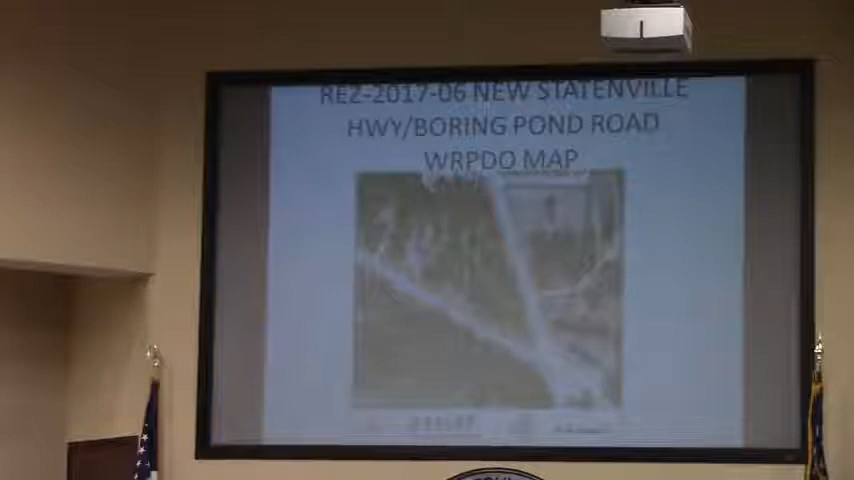 REZ-2017-06 NEW STATENVILLE
HWY/BORING POND ROAD
WRPDO MAP